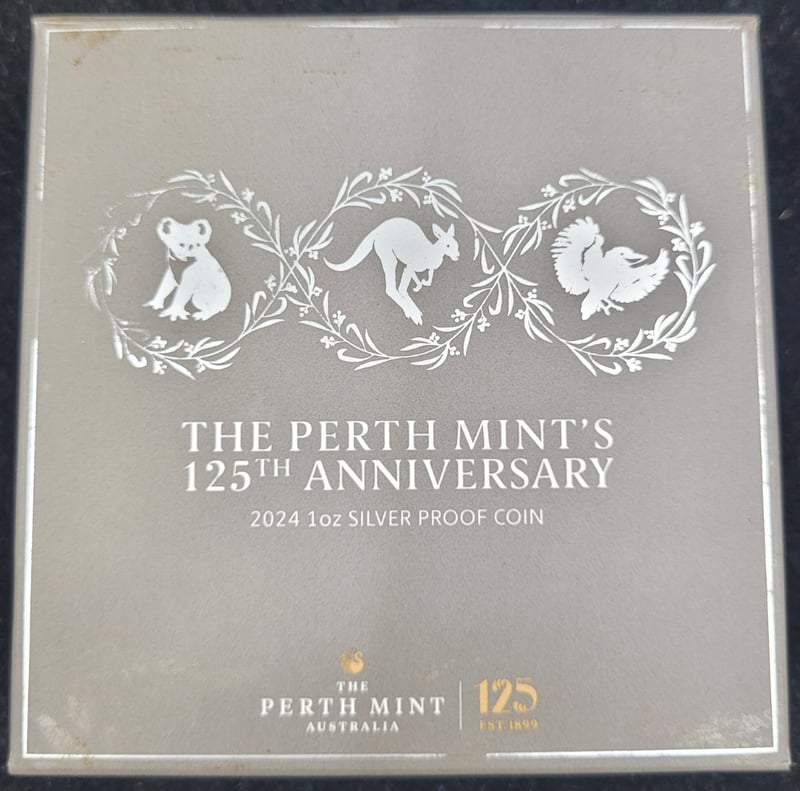 THE PERTH MINT'S
125TH ANNIVERSARY
2024 1oz SILVER PROOF COIN
THE
PERTH MINT
AUSTRALIA
125
EST.1899